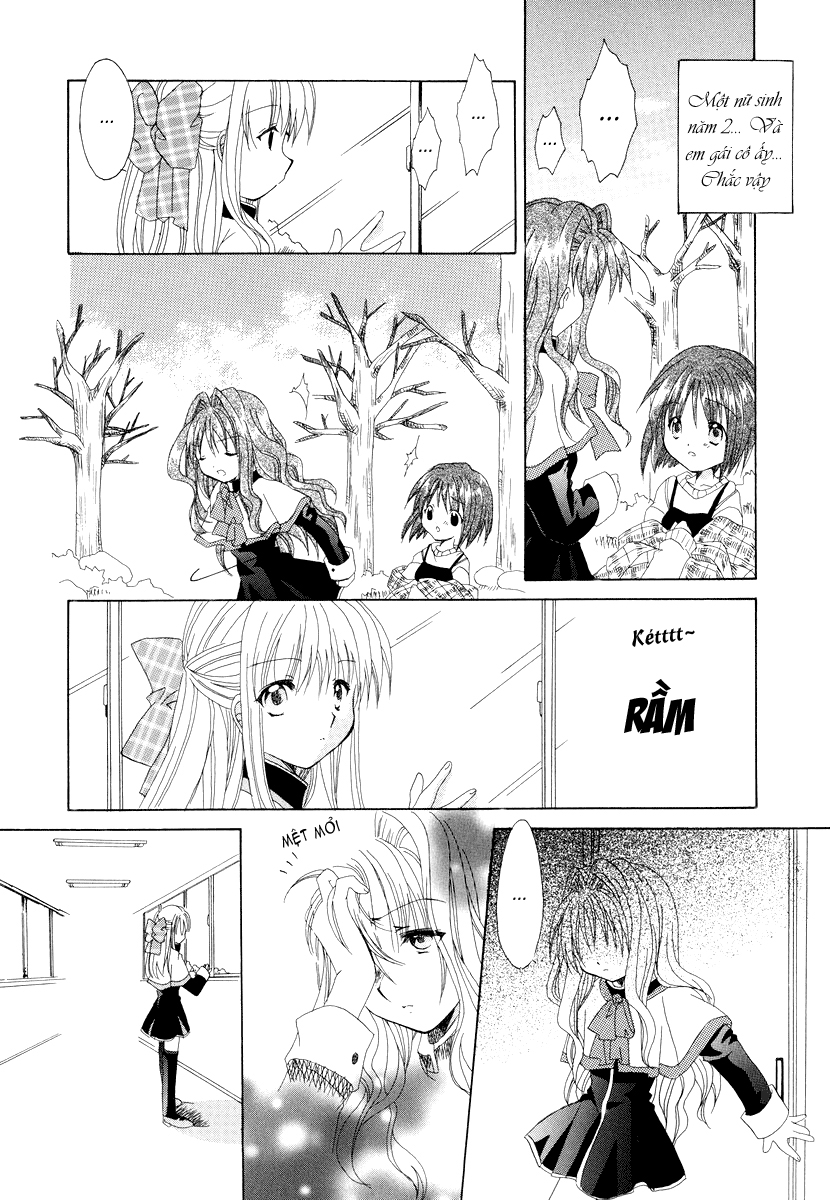 Một nữ sinh
năm 2... Và
em gái cô ấy...
Chắc vậy
...
...
...
...
...
Kétttt~
RẦM
...
MỆT MỎI